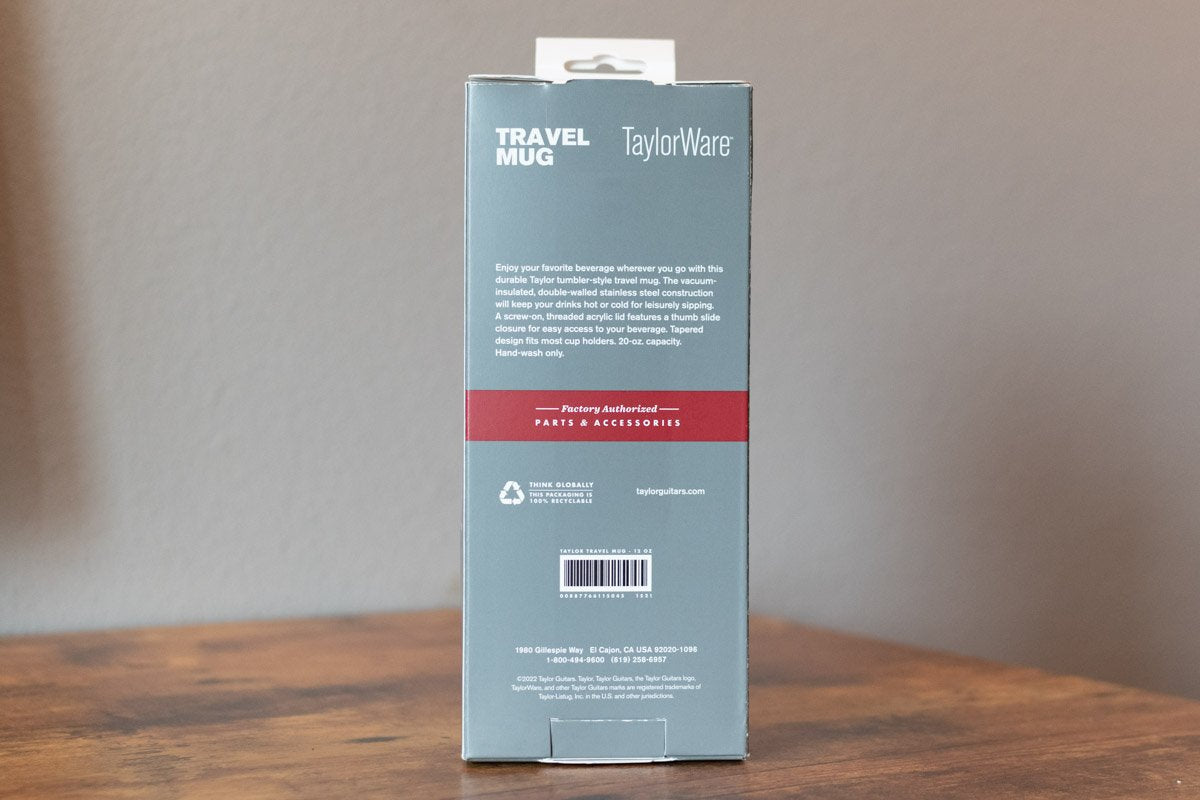 TRAVEL
MUG
TaylorWare™
Enjoy your favorite beverage wherever you go with this
durable Taylor tumbler-style travel mug. The vacuum-
insulated, double-walled stainless steel construction
will keep your drinks hot or cold for leisurely sipping.
A screw-on, threaded acrylic lid features a thumb slide
closure for easy access to your beverage. Tapered
design fits most cup holders. 20-oz. capacity.
Hand-wash only.
Factory Authorized
PARTS & ACCESSORIES
THINK GLOBALLY
THIS PACKAGING IS
100% RECYCLABLE
taylorguitars.com
TAYLOR TRAVEL MUG - 12 OZ
1980 Gillespie Way El Cajon, CA USA 92020-1096
1-800-494-9600 (619) 258-6957
©2022 Taylor Guitars. Taylor, Taylor Guitars, the Taylor Guitars logo,
TaylorWare, and other Taylor Guitars marks are registered trademarks of
Taylor-Listug, Inc. in the U.S. and other jurisdictions.